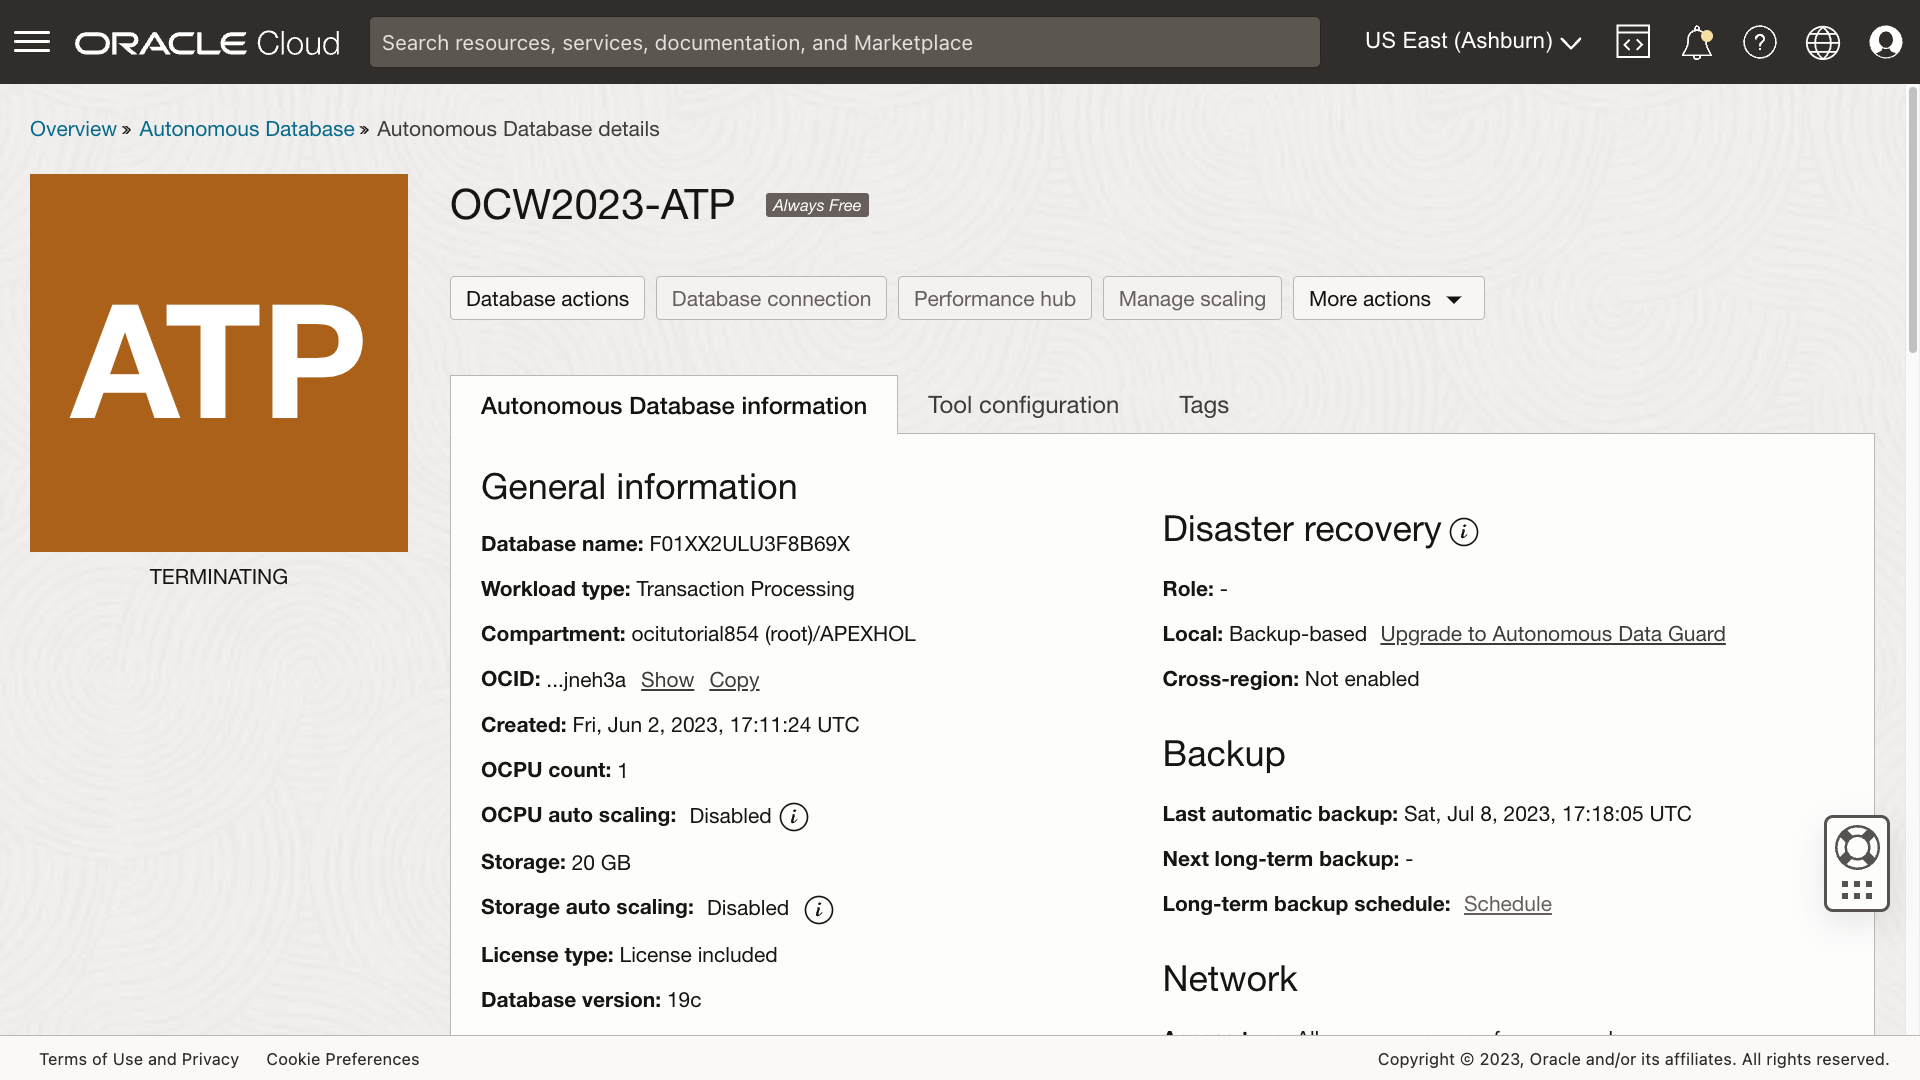 ORACLE Cloud
Search resources, services, documentation, and Marketplace
US East (Ashburn)
Overview » Autonomous Database » Autonomous Database details
ATP
TERMINATING
OCW2023-ATP
Always Free
Database actions
Database connection
Performance hub
Manage scaling
More actions
Autonomous Database information
Tool configuration
Tags
General information
Database name: F01XX2ULU3F8B69X
Workload type: Transaction Processing
Compartment: ocitutorial854 (root)/APEXHOL
OCID: ...jneh3a Show Copy
Created: Fri, Jun 2, 2023, 17:11:24 UTC
OCPU count: 1
OCPU auto scaling: Disabled
Storage: 20 GB
Storage auto scaling: Disabled
License type: License included
Database version: 19c
Disaster recovery
Role: -
Local: Backup-based Upgrade to Autonomous Data Guard
Cross-region: Not enabled
Backup
Last automatic backup: Sat, Jul 8, 2023, 17:18:05 UTC
Next long-term backup: -
Long-term backup schedule: Schedule
Network
Terms of Use and Privacy
Cookie Preferences
Copyright © 2023, Oracle and/or its affiliates. All rights reserved.